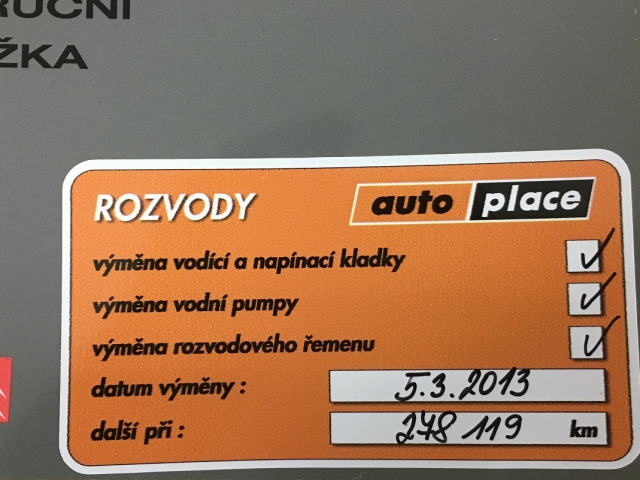 RUČNÍ
ŽKA
ROZVODY
auto place
výměna vodící a napínací kladky ✓
výměna vodní pumpy ✓
výměna rozvodového řemenu ✓
datum výměny : 5.3.2013
další při : 278 119 km